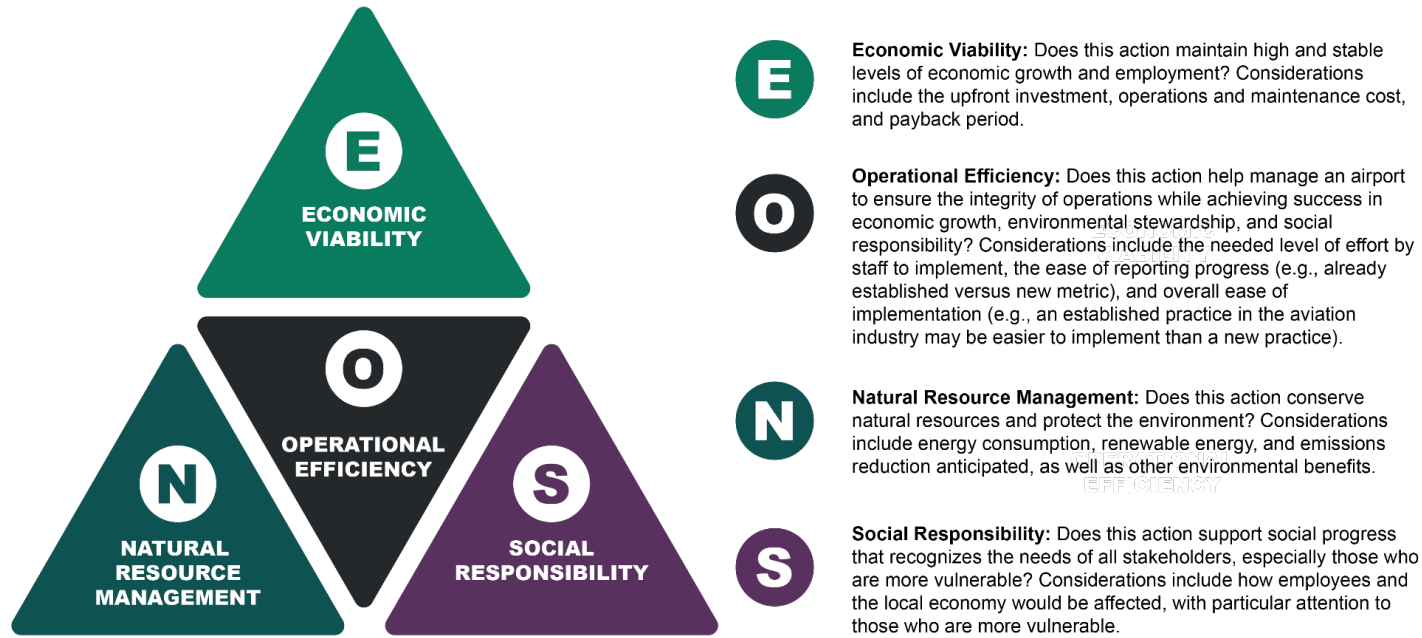 E
ECONOMIC
VIABILITY
O
OPERATIONAL
EFFICIENCY
N
NATURAL
RESOURCE
MANAGEMENT
S
SOCIAL
RESPONSIBILITY
E
Economic Viability: Does this action maintain high and stable
levels of economic growth and employment? Considerations
include the upfront investment, operations and maintenance cost,
and payback period.
O
Operational Efficiency: Does this action help manage an airport
to ensure the integrity of operations while achieving success in
economic growth, environmental stewardship, and social
responsibility? Considerations include the needed level of effort by
staff to implement, the ease of reporting progress (e.g., already
established versus new metric), and overall ease of
implementation (e.g., an established practice in the aviation
industry may be easier to implement than a new practice).
ECONOMIC
VIABILITY
N
Natural Resource Management: Does this action conserve
natural resources and protect the environment? Considerations
include energy consumption, renewable energy, and emissions
reduction anticipated, as well as other environmental benefits.
OPERATIONAL
EFFICIENCY
S
Social Responsibility: Does this action support social progress
that recognizes the needs of all stakeholders, especially those who
are more vulnerable? Considerations include how employees and
the local economy would be affected, with particular attention to
those who are more vulnerable.